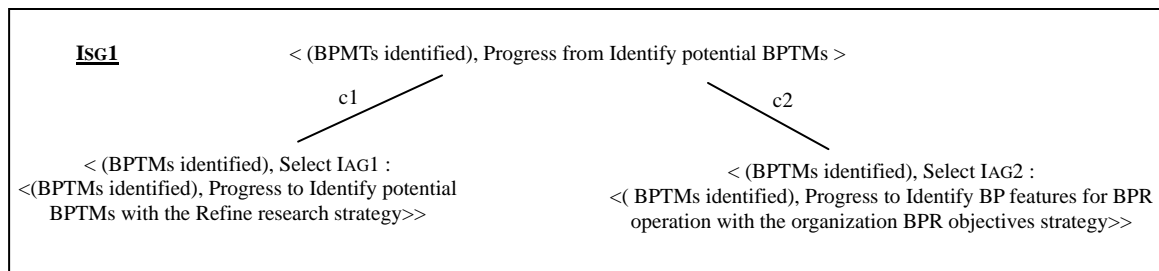 ISG1
< (BPMTs identified), Progress from Identify potential BPTMs >
c1
c2
< (BPTMs identified), Select IAG1 :
<(BPTMs identified), Progress to Identify potential
BPTMs with the Refine research strategy>>
< (BPTMs identified), Select IAG2 :
<( BPTMs identified), Progress to Identify BP features for BPR
operation with the organization BPR objectives strategy>>